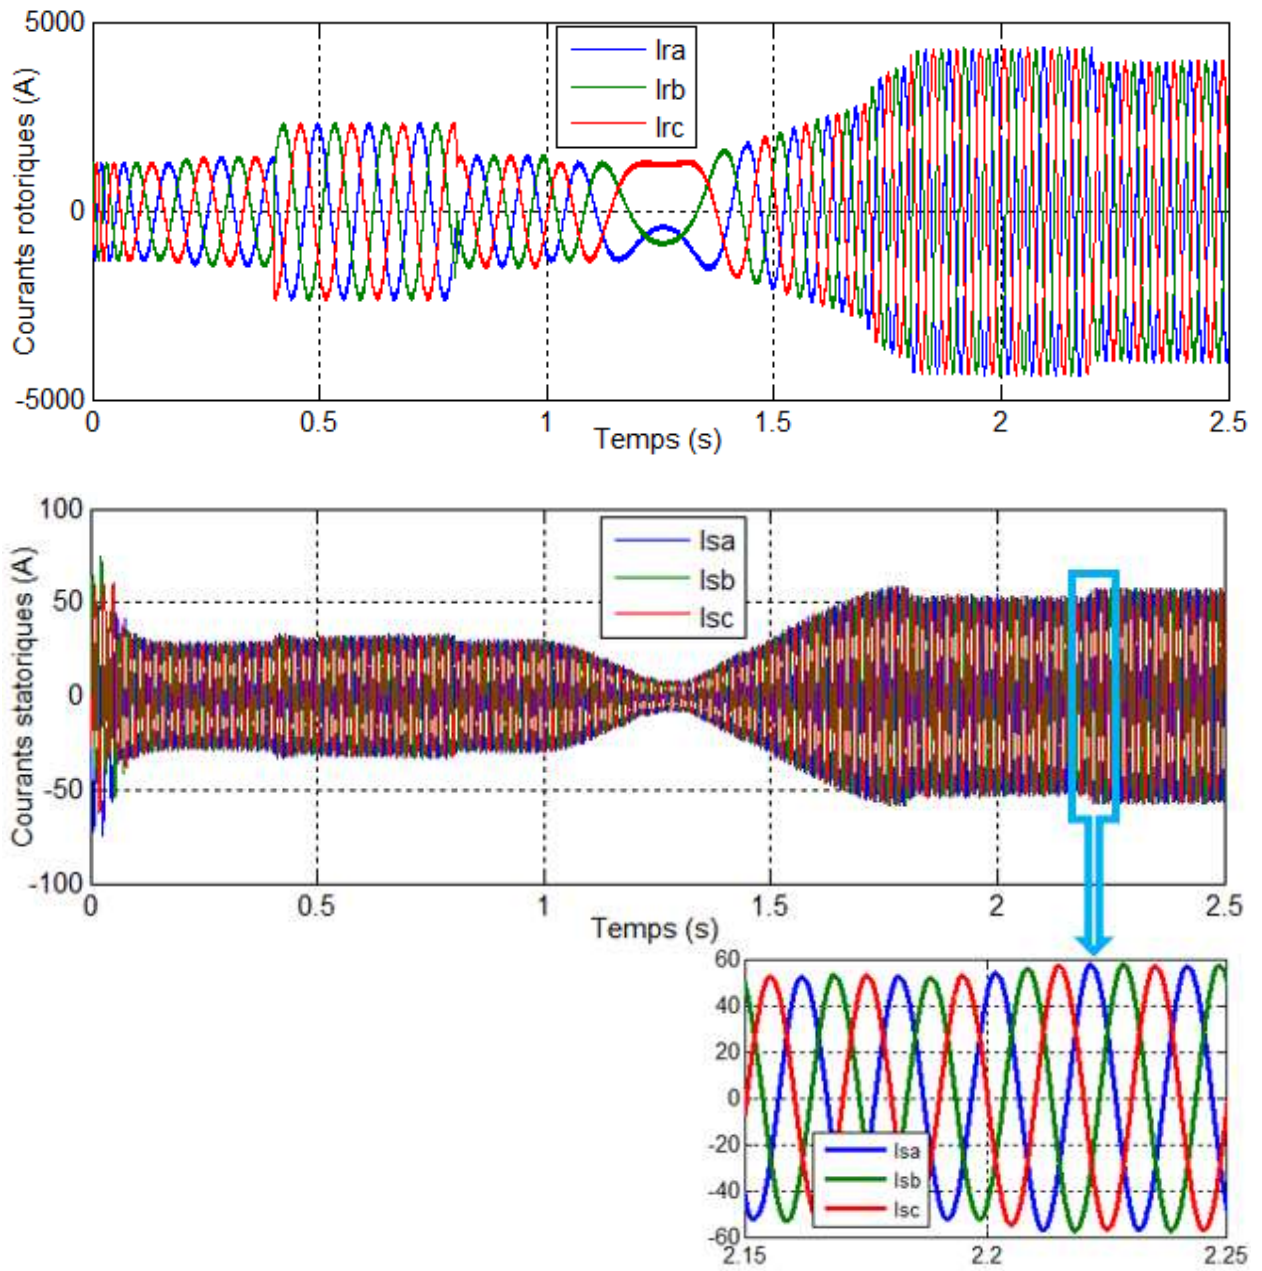 5000
Courants rotoriques (A)
Ira
Irb
Irc
0
-5000
0 0.5 1 1.5 2 2.5
Temps (s)
100
Courants statoriques (A)
Isa
Isb
Isc
50
0
-50
-100
0 0.5 1 1.5 2 2.5
Temps (s)
60
40
20
0
-20
-40
-60
Isa
Isb
Isc
2.15 2.2 2.25